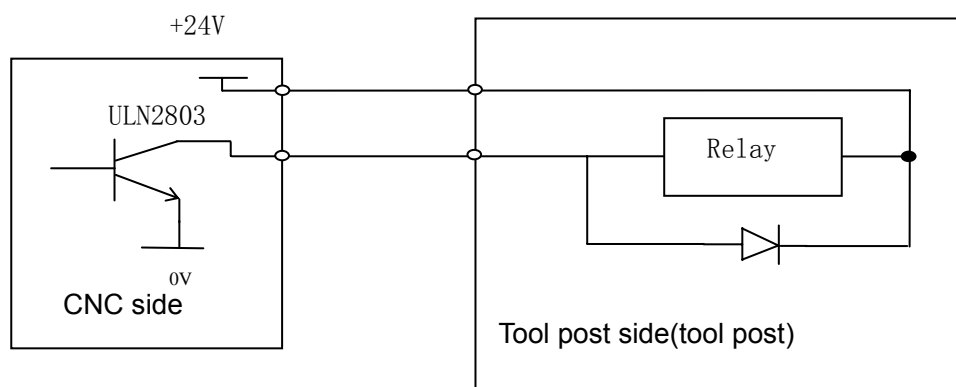 +24V
ULN2803
Relay
0V
CNC side
Tool post side(tool post)